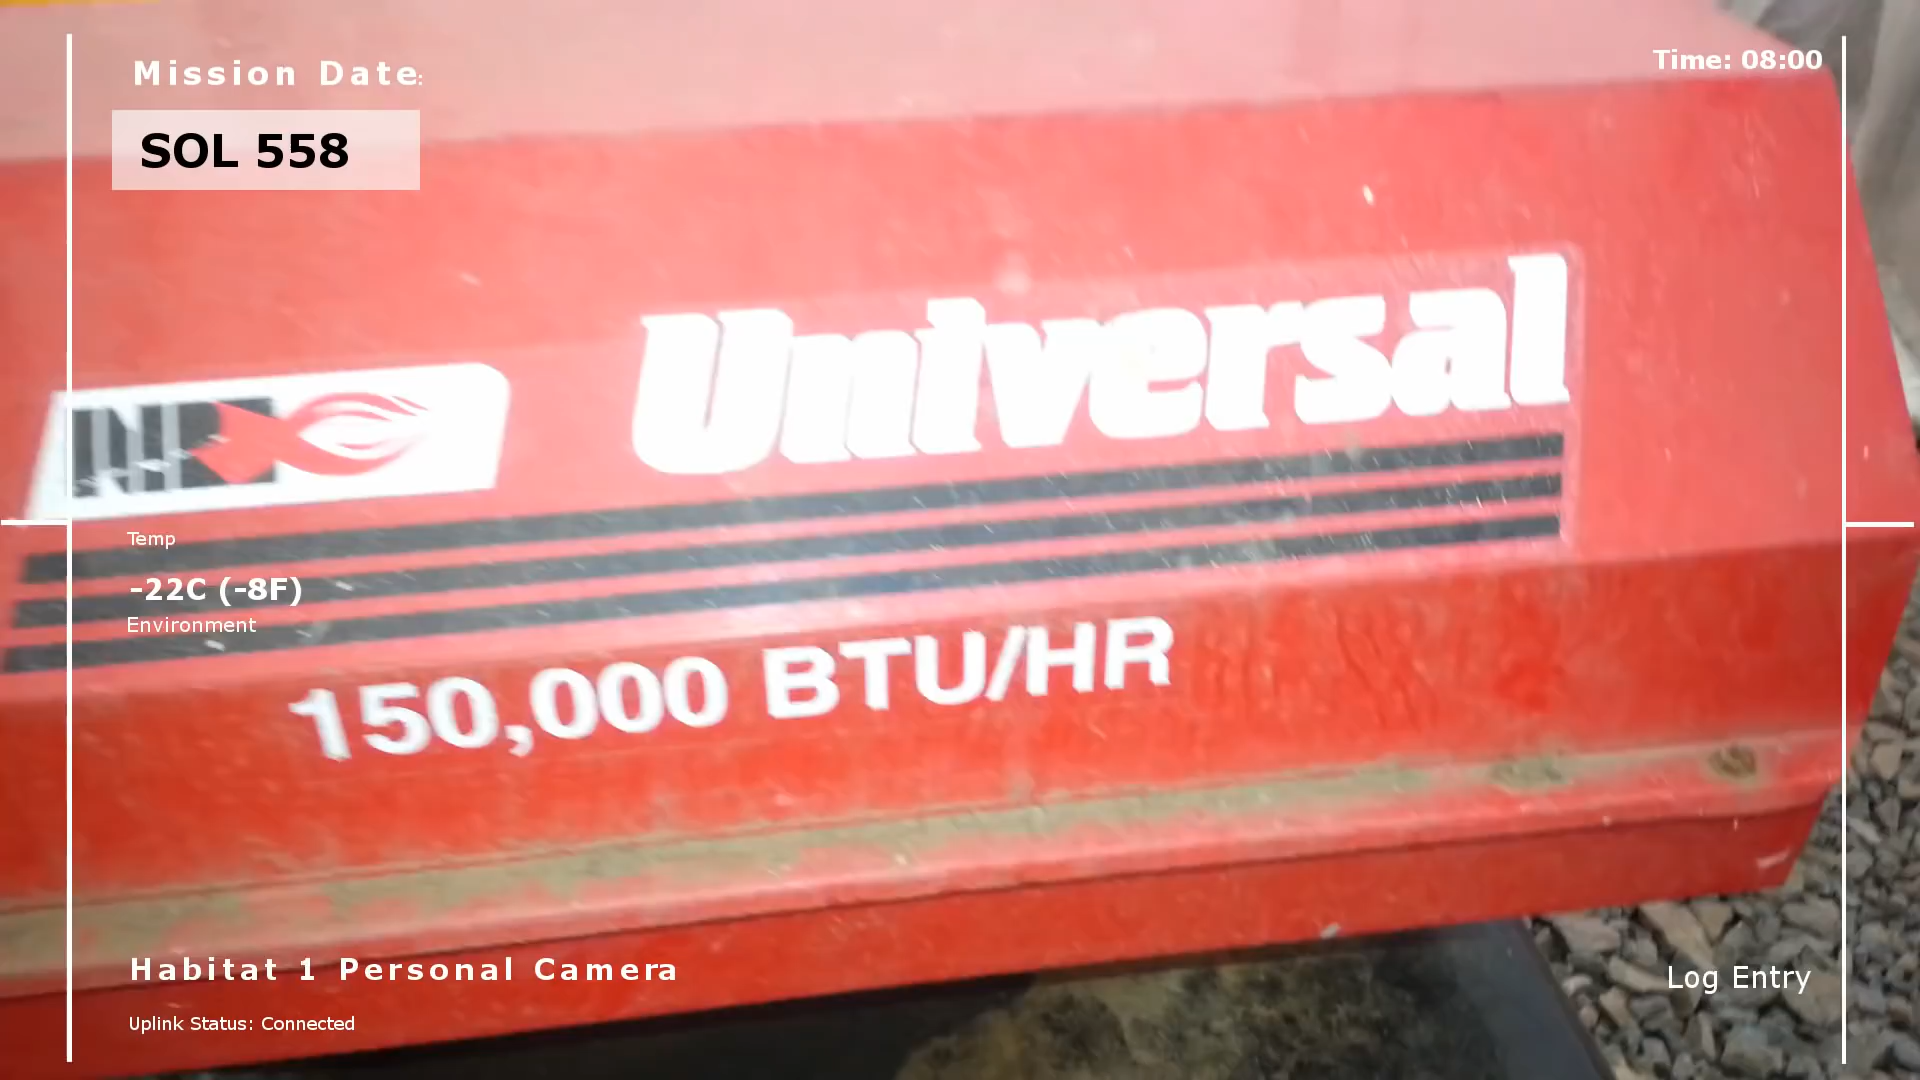 Mission Date:
Time: 08:00
SOL 558
Universal
Temp
-22C (-8F)
Environment
150,000 BTU/HR
Habitat 1 Personal Camera
Log Entry
Uplink Status: Connected